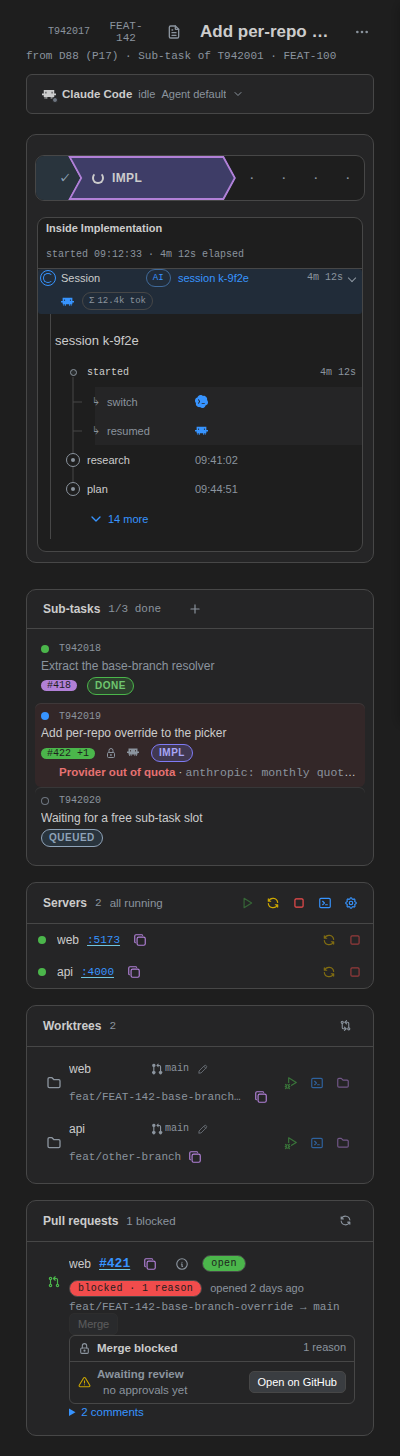 T942017 FEAT-142 Add per-repo …
from D88 (P17) · Sub-task of T942001 · FEAT-100
Claude Code idle Agent default
✓ IMPL
Inside Implementation
started 09:12:33 · 4m 12s elapsed
Session AI session k-9f2e 4m 12s
Σ 12.4k tok
session k-9f2e
started 4m 12s
↳ switch
↳ resumed
research 09:41:02
plan 09:44:51
14 more
Sub-tasks 1/3 done +
T942018
Extract the base-branch resolver
#418 DONE
T942019
Add per-repo override to the picker
#422 +1 IMPL
Provider out of quota · anthropic: monthly quot…
T942020
Waiting for a free sub-task slot
QUEUED
Servers 2 all running
web :5173
api :4000
Worktrees 2
web main
feat/FEAT-142-base-branch…
api main
feat/other-branch
Pull requests 1 blocked
web #421 open
blocked · 1 reason opened 2 days ago
feat/FEAT-142-base-branch-override → main
Merge
Merge blocked 1 reason
Awaiting review
no approvals yet
Open on GitHub
▶ 2 comments